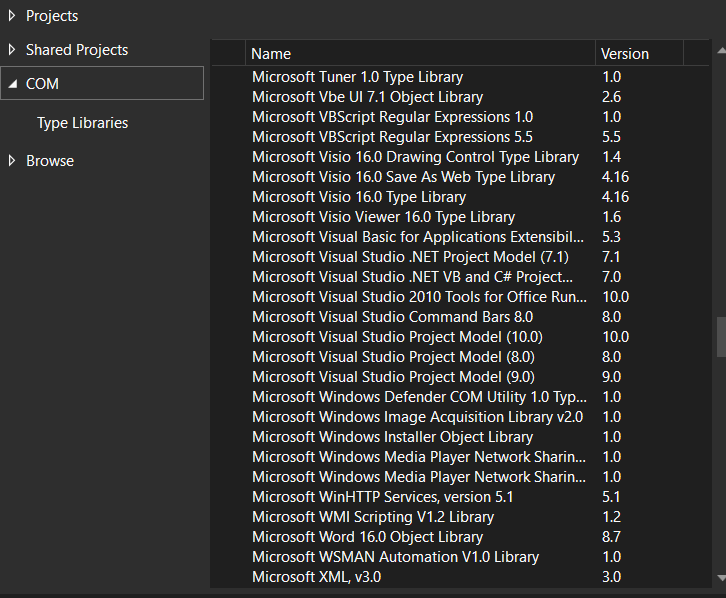 Projects
Shared Projects
COM
Type Libraries
Browse
Name Version
Microsoft Tuner 1.0 Type Library 1.0
Microsoft Vbe UI 7.1 Object Library 2.6
Microsoft VBScript Regular Expressions 1.0 1.0
Microsoft VBScript Regular Expressions 5.5 5.5
Microsoft Visio 16.0 Drawing Control Type Library 1.4
Microsoft Visio 16.0 Save As Web Type Library 4.16
Microsoft Visio 16.0 Type Library 4.16
Microsoft Visio Viewer 16.0 Type Library 1.6
Microsoft Visual Basic for Applications Extensibil... 5.3
Microsoft Visual Studio .NET Project Model (7.1) 7.1
Microsoft Visual Studio .NET VB and C# Project... 7.0
Microsoft Visual Studio 2010 Tools for Office Run... 10.0
Microsoft Visual Studio Command Bars 8.0 8.0
Microsoft Visual Studio Project Model (10.0) 10.0
Microsoft Visual Studio Project Model (8.0) 8.0
Microsoft Visual Studio Project Model (9.0) 9.0
Microsoft Windows Defender COM Utility 1.0 Typ... 1.0
Microsoft Windows Image Acquisition Library v2.0 1.0
Microsoft Windows Installer Object Library 1.0
Microsoft Windows Media Player Network Sharin... 1.0
Microsoft Windows Media Player Network Sharin... 1.0
Microsoft WinHTTP Services, version 5.1 5.1
Microsoft WMI Scripting V1.2 Library 1.2
Microsoft Word 16.0 Object Library 8.7
Microsoft WSMAN Automation V1.0 Library 1.0
Microsoft XML, v3.0 3.0